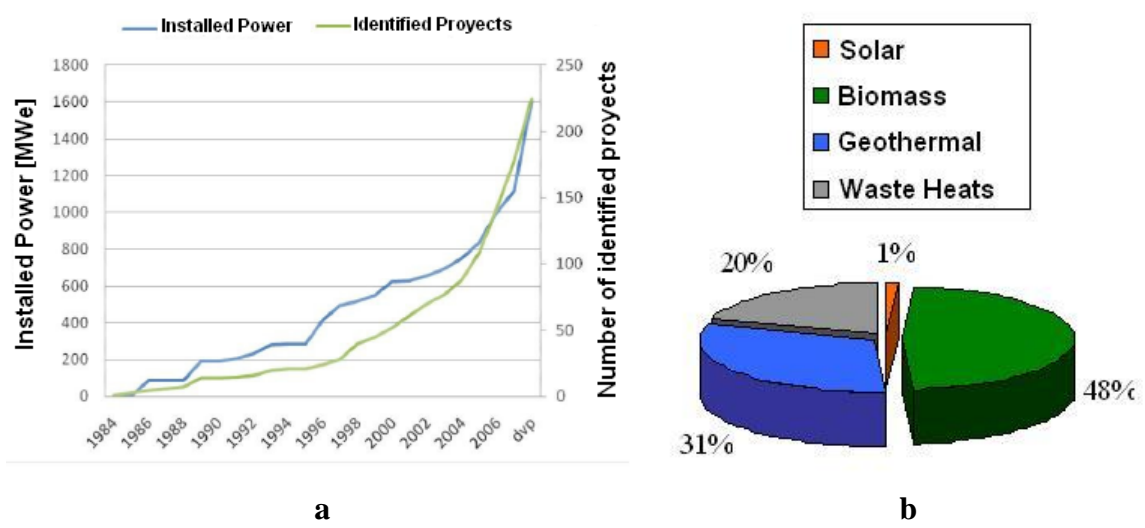 Installed Power
Identified Proyects
Installed Power [MWe]
1800
1600
1400
1200
1000
800
600
400
200
0
250
200
150
100
50
0
Number of identified proyects
1984
1986
1988
1990
1992
1994
1996
1998
2000
2002
2004
2006
dvp
a
Solar
Biomass
Geothermal
Waste Heats
20%
1%
48%
31%
b